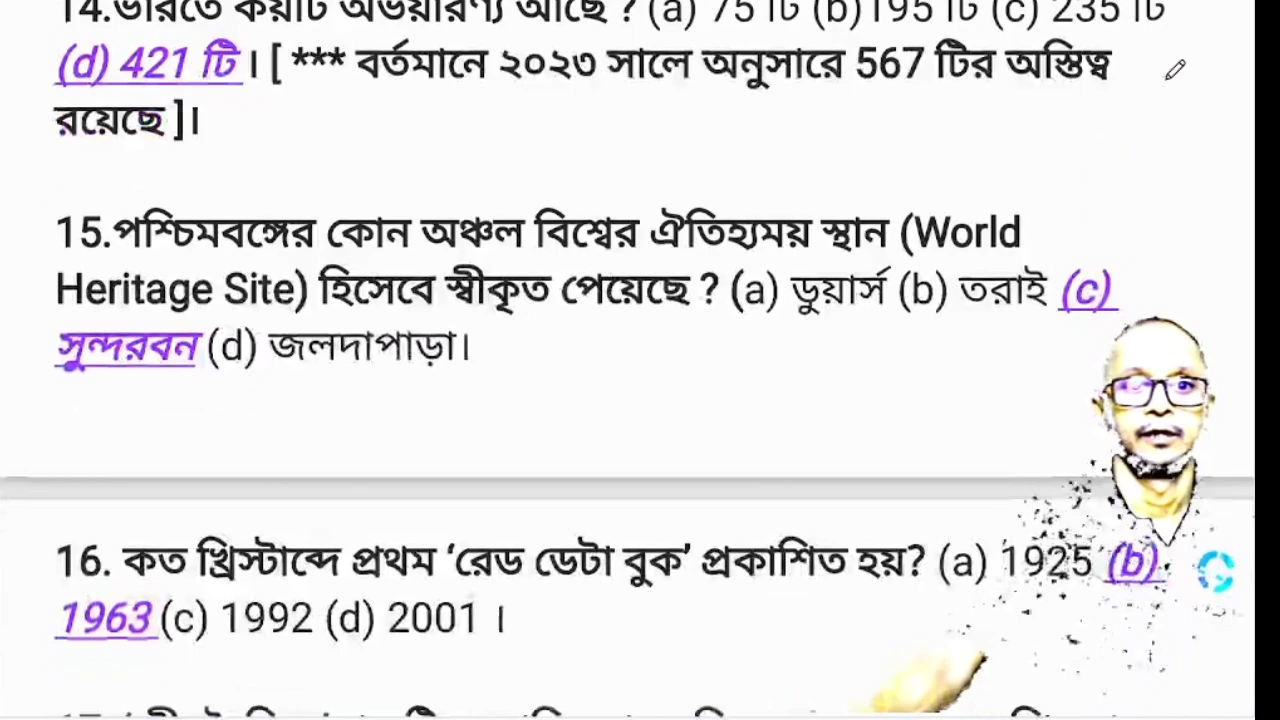 14.ভারতে কয়টি অভয়ারণ্য আছে ? (a) 75 টি (b)195 টি (c) 235 টি
(d) 421 টি । [ *** বর্তমানে ২০২৩ সালে অনুসারে 567 টির অস্তিত্ব
রয়েছে ]।
15.পশ্চিমবঙ্গের কোন অঞ্চল বিশ্বের ঐতিহ্যময় স্থান (World
Heritage Site) হিসেবে স্বীকৃত পেয়েছে ? (a) ডুয়ার্স (b) তরাই (c)
সুন্দরবন (d) জলদাপাড়া।
16. কত খ্রিস্টাব্দে প্রথম ‘রেড ডেটা বুক’ প্রকাশিত হয়? (a) 1925 (b)
1963 (c) 1992 (d) 2001 ।